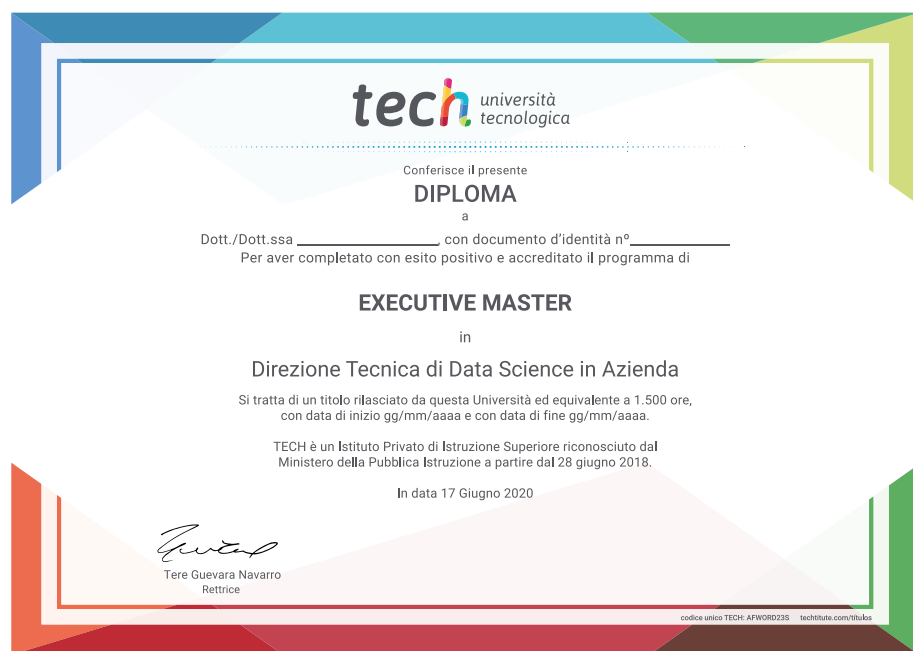 tech università
tecnologica
Conferisce il presente
DIPLOMA
a
Dott./Dott.ssa ____________________, con documento d'identità nº______________
Per aver completato con esito positivo e accreditato il programma di
EXECUTIVE MASTER
in
Direzione Tecnica di Data Science in Azienda
Si tratta di un titolo rilasciato da questa Università ed equivalente a 1.500 ore,
con data di inizio gg/mm/aaaa e con data di fine gg/mm/aaaa.
TECH è un Istituto Privato di Istruzione Superiore riconosciuto dal
Ministero della Pubblica Istruzione a partire dal 28 giugno 2018.
In data 17 Giugno 2020
Tere Guevara Navarro
Rettrice
codice unico TECH: AFWORD23S techtitute.com/títulos